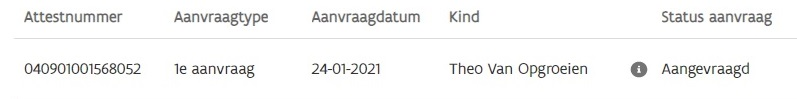 Attestnummer Aanvraagtype Aanvraagdatum Kind Status aanvraag
040901001568052 1e aanvraag 24-01-2021 Theo Van Opgroeien Aangevraagd